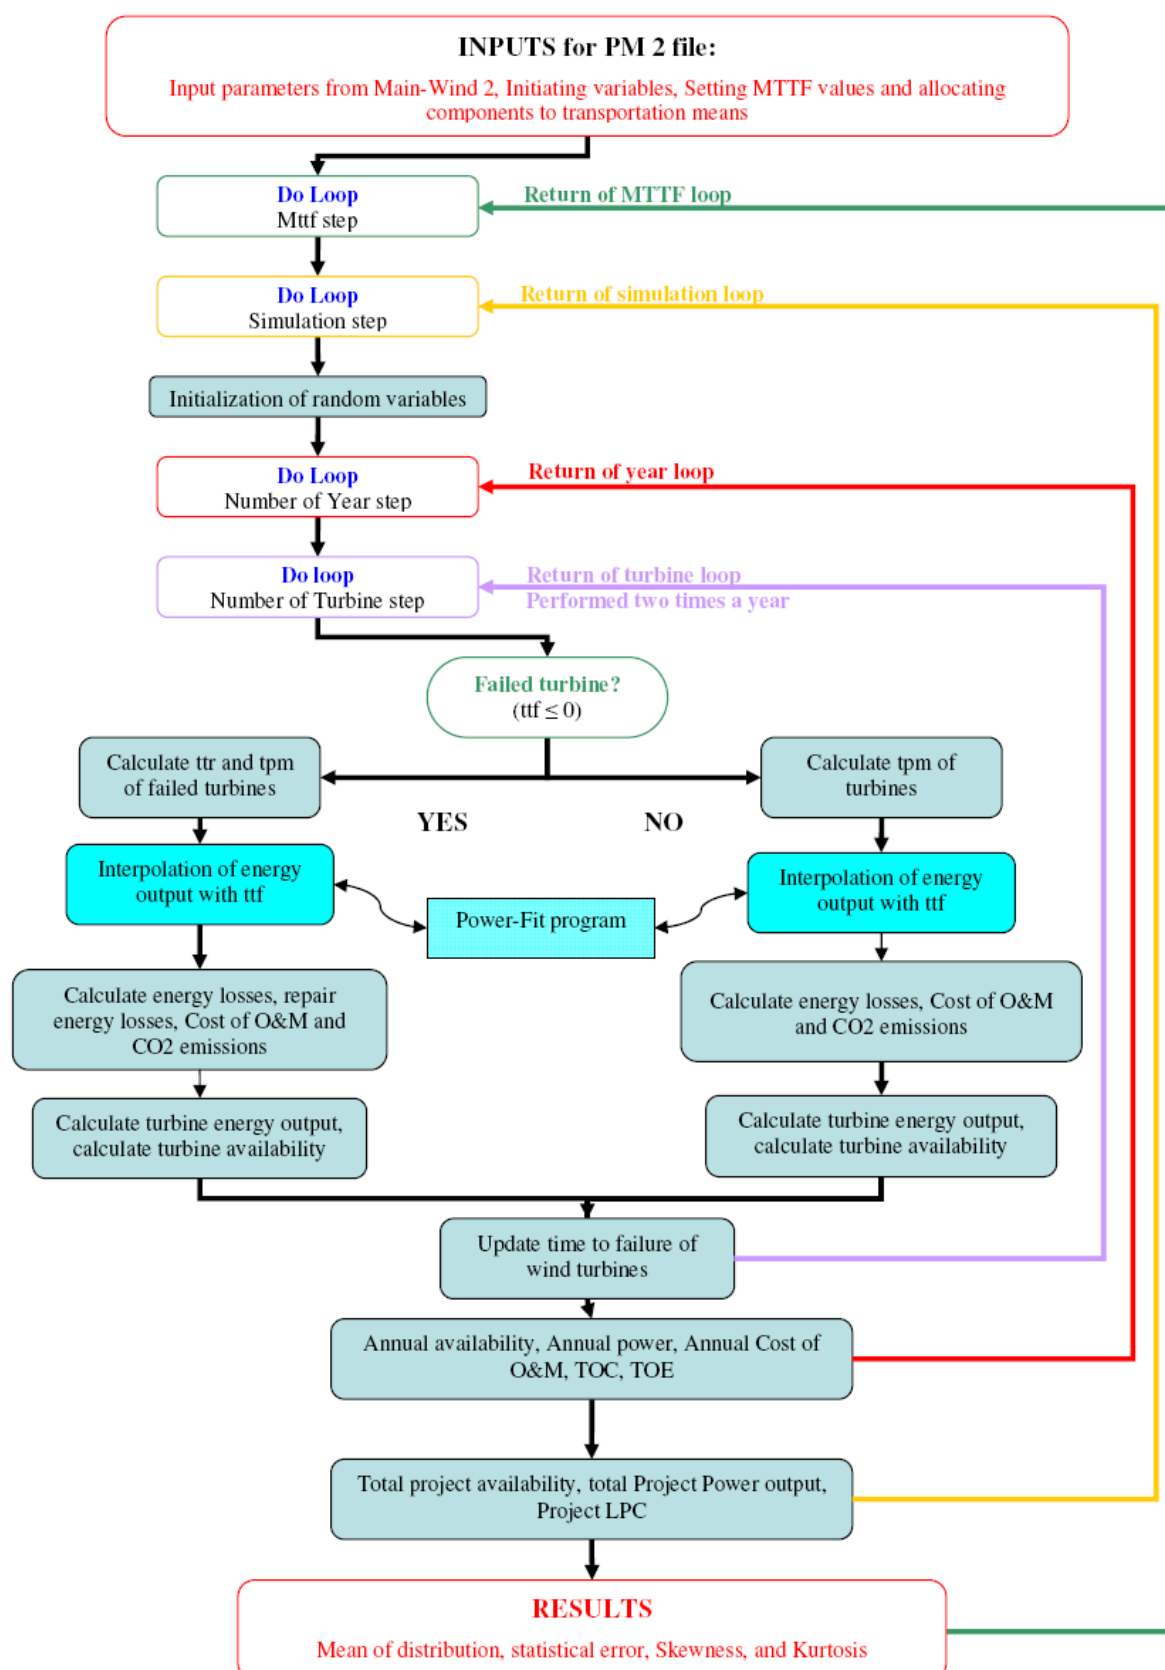 INPUTS for PM 2 file:
Input parameters from Main-Wind 2, Initiating variables, Setting MTTF values and allocating
components to transportation means
Do Loop
Mttf step
Return of MTTF loop
Do Loop
Simulation step
Return of simulation loop
Initialization of random variables
Do Loop
Number of Year step
Return of year loop
Do loop
Number of Turbine step
Return of turbine loop
Performed two times a year
Failed turbine?
(ttf ≤ 0)
Calculate ttr and tpm
of failed turbines
Calculate tpm of
turbines
YES
NO
Interpolation of energy
output with ttf
Interpolation of energy
output with ttf
Power-Fit program
Calculate energy losses, repair
energy losses, Cost of O&M and
CO2 emissions
Calculate energy losses, Cost of O&M
and CO2 emissions
Calculate turbine energy output,
calculate turbine availability
Calculate turbine energy output,
calculate turbine availability
Update time to failure of
wind turbines
Annual availability, Annual power, Annual Cost of
O&M, TOC, TOE
Total project availability, total Project Power output,
Project LPC
RESULTS
Mean of distribution, statistical error, Skewness, and Kurtosis